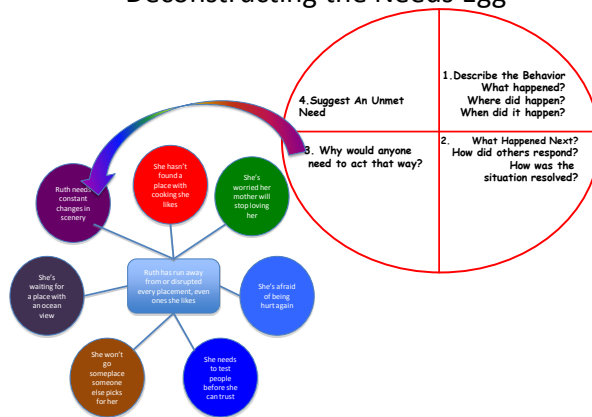 Deconstructing the Needs Egg
1.Describe the Behavior
What happened?
Where did happen?
When did it happen?
4.Suggest An Unmet
Need
2. What Happened Next?
How did others respond?
How was the
situation resolved?
3. Why would anyone
need to act that way?
She hasn't
found a
place with
cooking she
likes
She's
worried her
mother will
stop loving
her
Ruth needs
constant
changes in
scenery
She's
waiting for
a place with
an ocean
view
Ruth has run away
from or disrupted
every placement, even
ones she likes
She's afraid
of being
hurt again
She won't
go
someplace
someone
else picks
for her
She needs
to test
people
before she
can trust